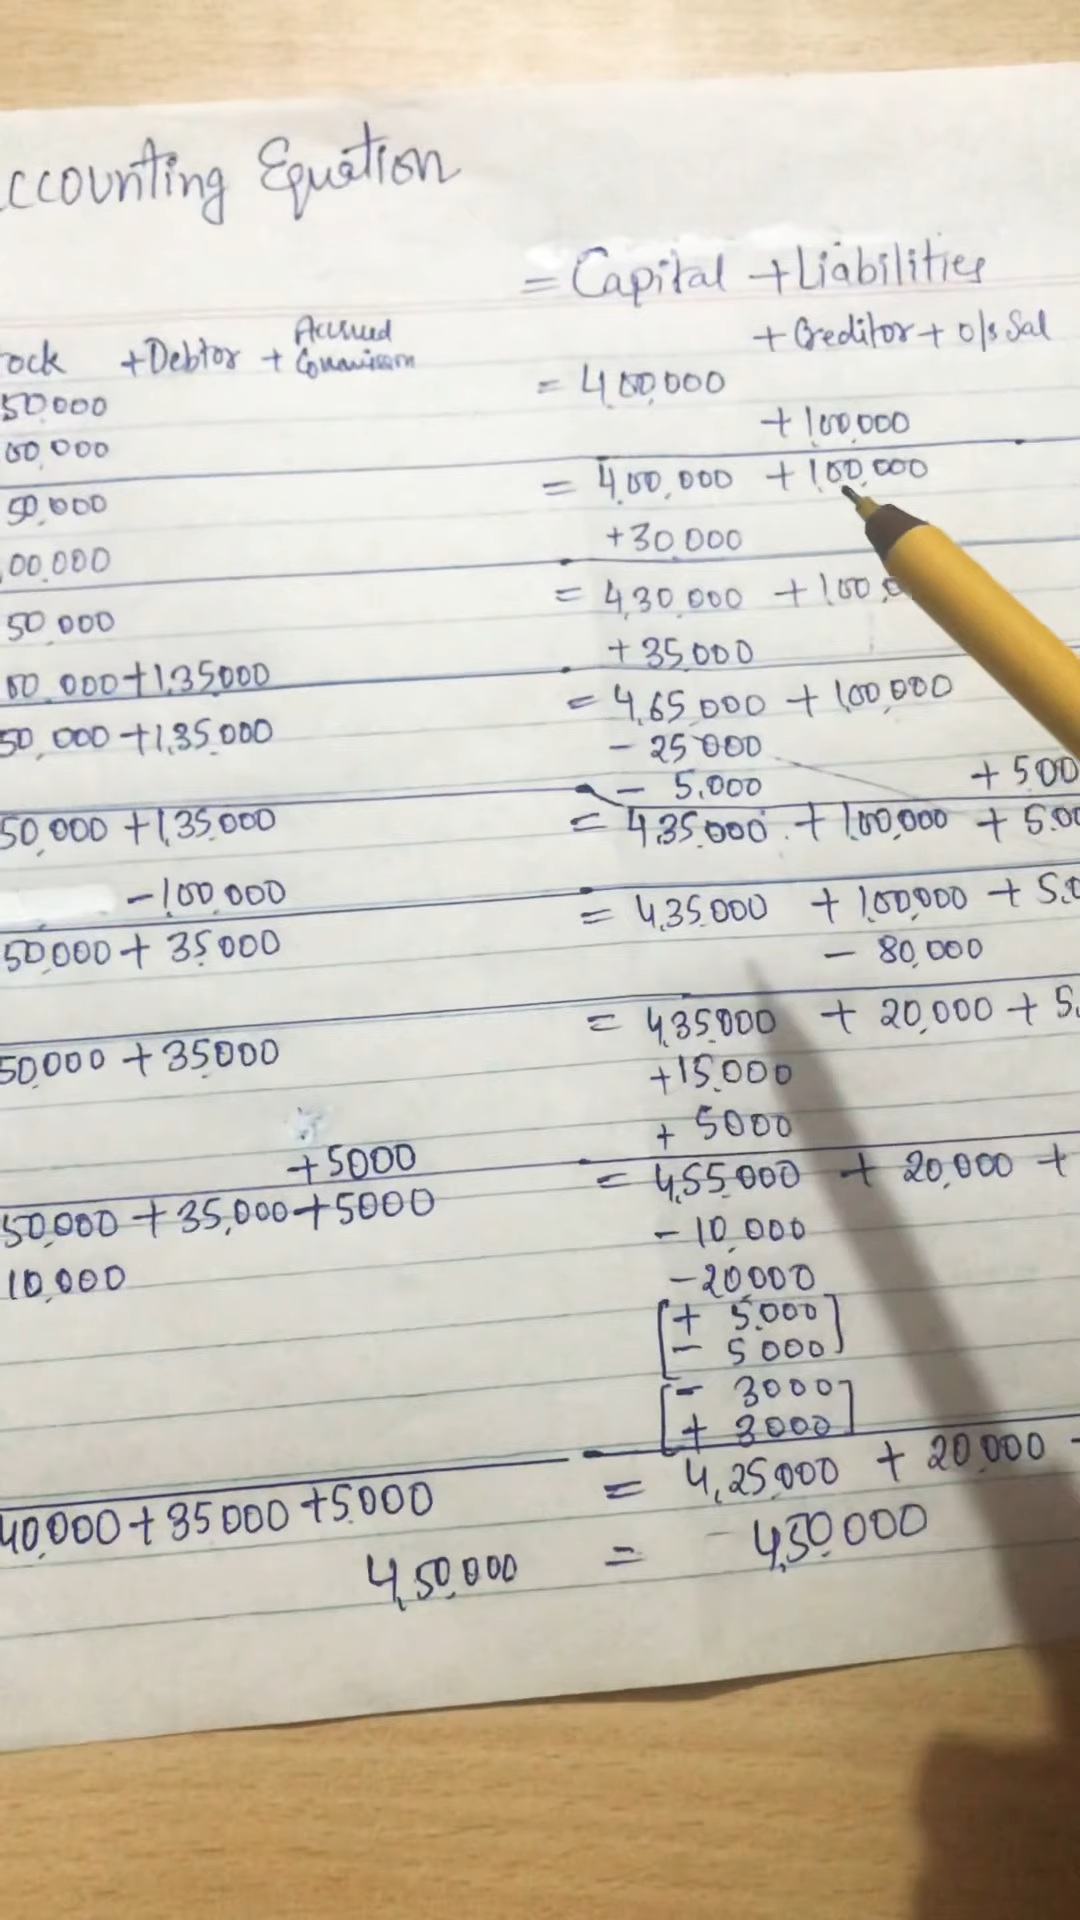 ccounting Equation
= Capital + Liabilities
ock + Debtor + Accrued Commission + Creditor + o/s Sal
50,000 = 4,00,000
00,000 + 1,00,000
50,000 = 4,00,000 + 1,00,000
,00,000 + 30,000
50,000 = 4,30,000 + 1,00,0
00,000 + 1,35,000 + 35,000
50,000 + 1,35,000 = 4,65,000 + 1,00,000
- 25000
- 5,000 + 500
50,000 + 1,35,000 = 4,35,000 + 1,00,000 + 5,00
- 1,00,000
50,000 + 35,000 = 4,35,000 + 1,00,000 + 5,0
- 80,000
50,000 + 35,000 = 4,35,000 + 20,000 + 5,
+ 15,000
+ 5000 + 5000
50,000 + 35,000 + 5000 = 4,55,000 + 20,000 +
10,000 - 10,000
- 20,000
[+ 5,000
- 5000]
[- 3000
+ 3000]
40,000 + 35000 + 5,000 = 4,25,000 + 20,000 +
4,50,000 = 4,50,000